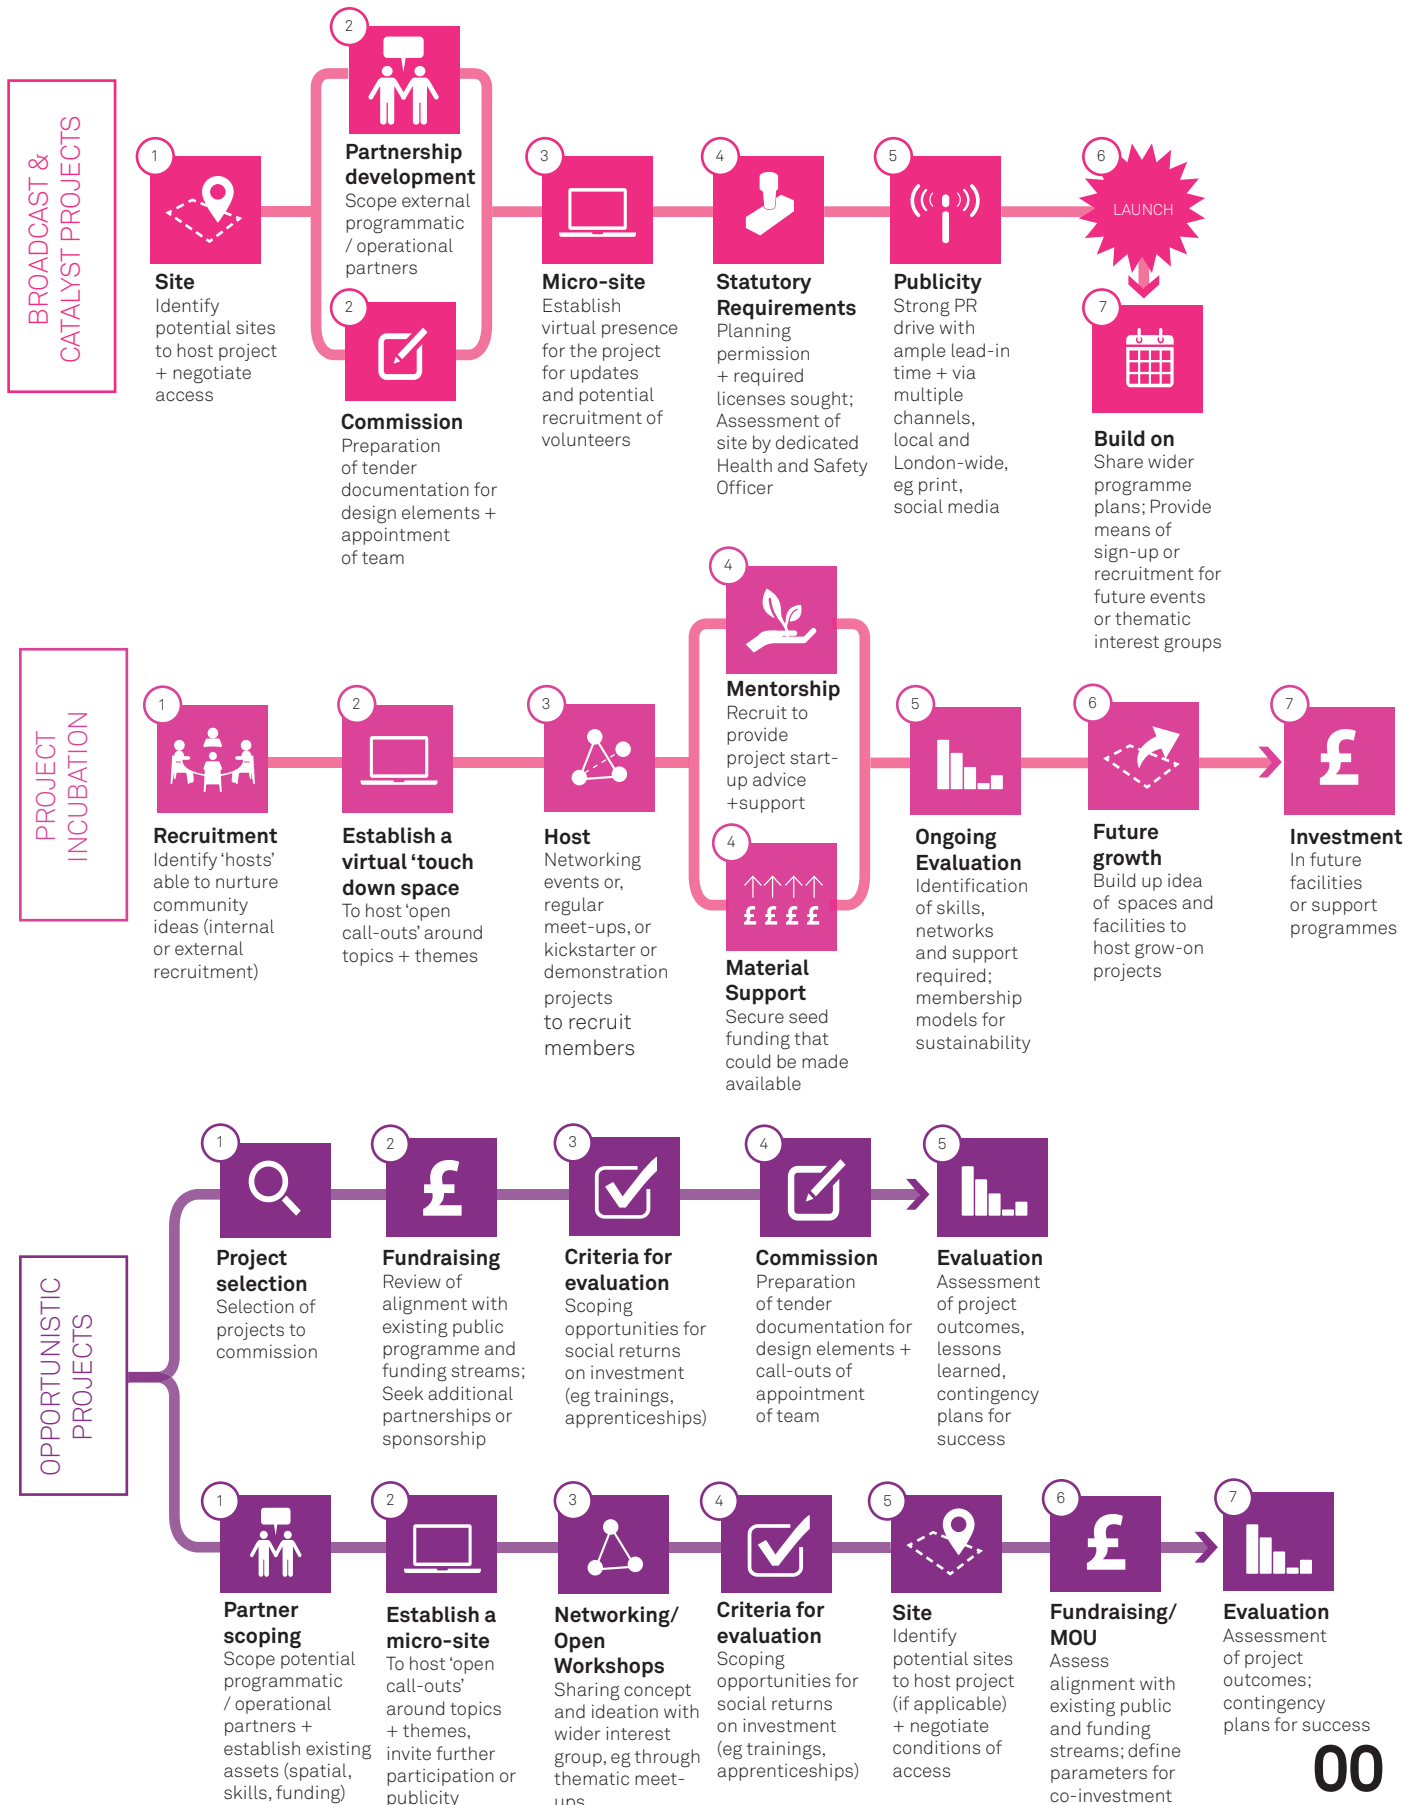 BROADCAST &
CATALYST PROJECTS
1
Site
Identify
potential sites
to host project
+ negotiate
access
2
Partnership
development
Scope external
programmatic
/ operational
partners
2
Commission
Preparation
of tender
documentation for
design elements +
appointment
of team
3
Micro-site
Establish
virtual presence
for the project
for updates
and potential
recruitment of
volunteers
4
Statutory
Requirements
Planning
permission
+ required
licenses sought;
Assessment of
site by dedicated
Health and Safety
Officer
5
Publicity
Strong PR
drive with
ample lead-in
time + via
multiple
channels,
local and
London-wide,
eg print,
social media
6
LAUNCH
7
Build on
Share wider
programme
plans; Provide
means of
sign-up or
recruitment for
future events
or thematic
interest groups
PROJECT
INCUBATION
1
Recruitment
Identify ‘hosts’
able to nurture
community
ideas (internal
or external
recruitment)
2
Establish a
virtual ‘touch
down space
To host ‘open
call-outs’ around
topics + themes
3
Host
Networking
events or,
regular
meet-ups, or
kickstarter or
demonstration
projects
to recruit
members
4
Mentorship
Recruit to
provide
project start-
up advice
+support
4
£ £ £ £
Material
Support
Secure seed
funding that
could be made
available
5
Ongoing
Evaluation
Identification
of skills,
networks
and support
required;
membership
models for
sustainability
6
Future
growth
Build up idea
of spaces and
facilities to
host grow-on
projects
7
£
Investment
In future
facilities
or support
programmes
OPPORTUNISTIC
PROJECTS
1
Project
selection
Selection of
projects to
commission
2
£
Fundraising
Review of
alignment with
existing public
programme and
funding streams;
Seek additional
partnerships or
sponsorship
3
Criteria for
evaluation
Scoping
opportunities for
social returns
on investment
(eg trainings,
apprenticeships)
4
Commission
Preparation
of tender
documentation for
design elements +
call-outs of
appointment
of team
5
Evaluation
Assessment
of project
outcomes,
lessons
learned,
contingency
plans for
success
1
Partner
scoping
Scope potential
programmatic
/ operational
partners +
establish existing
assets (spatial,
skills, funding)
2
Establish a
micro-site
To host ‘open
call-outs’
around topics
+ themes,
invite further
participation or
publicity
3
Networking/
Open
Workshops
Sharing concept
and ideation with
wider interest
group, eg through
thematic meet-
ups
4
Criteria for
evaluation
Scoping
opportunities for
social returns
on investment
(eg trainings,
apprenticeships)
5
Site
Identify
potential sites
to host project
(if applicable)
+ negotiate
conditions of
access
6
£
Fundraising/
MOU
Assess
alignment with
existing public
and funding
streams; define
parameters for
co-investment
7
Evaluation
Assessment
of project
outcomes;
contingency
plans for success
00